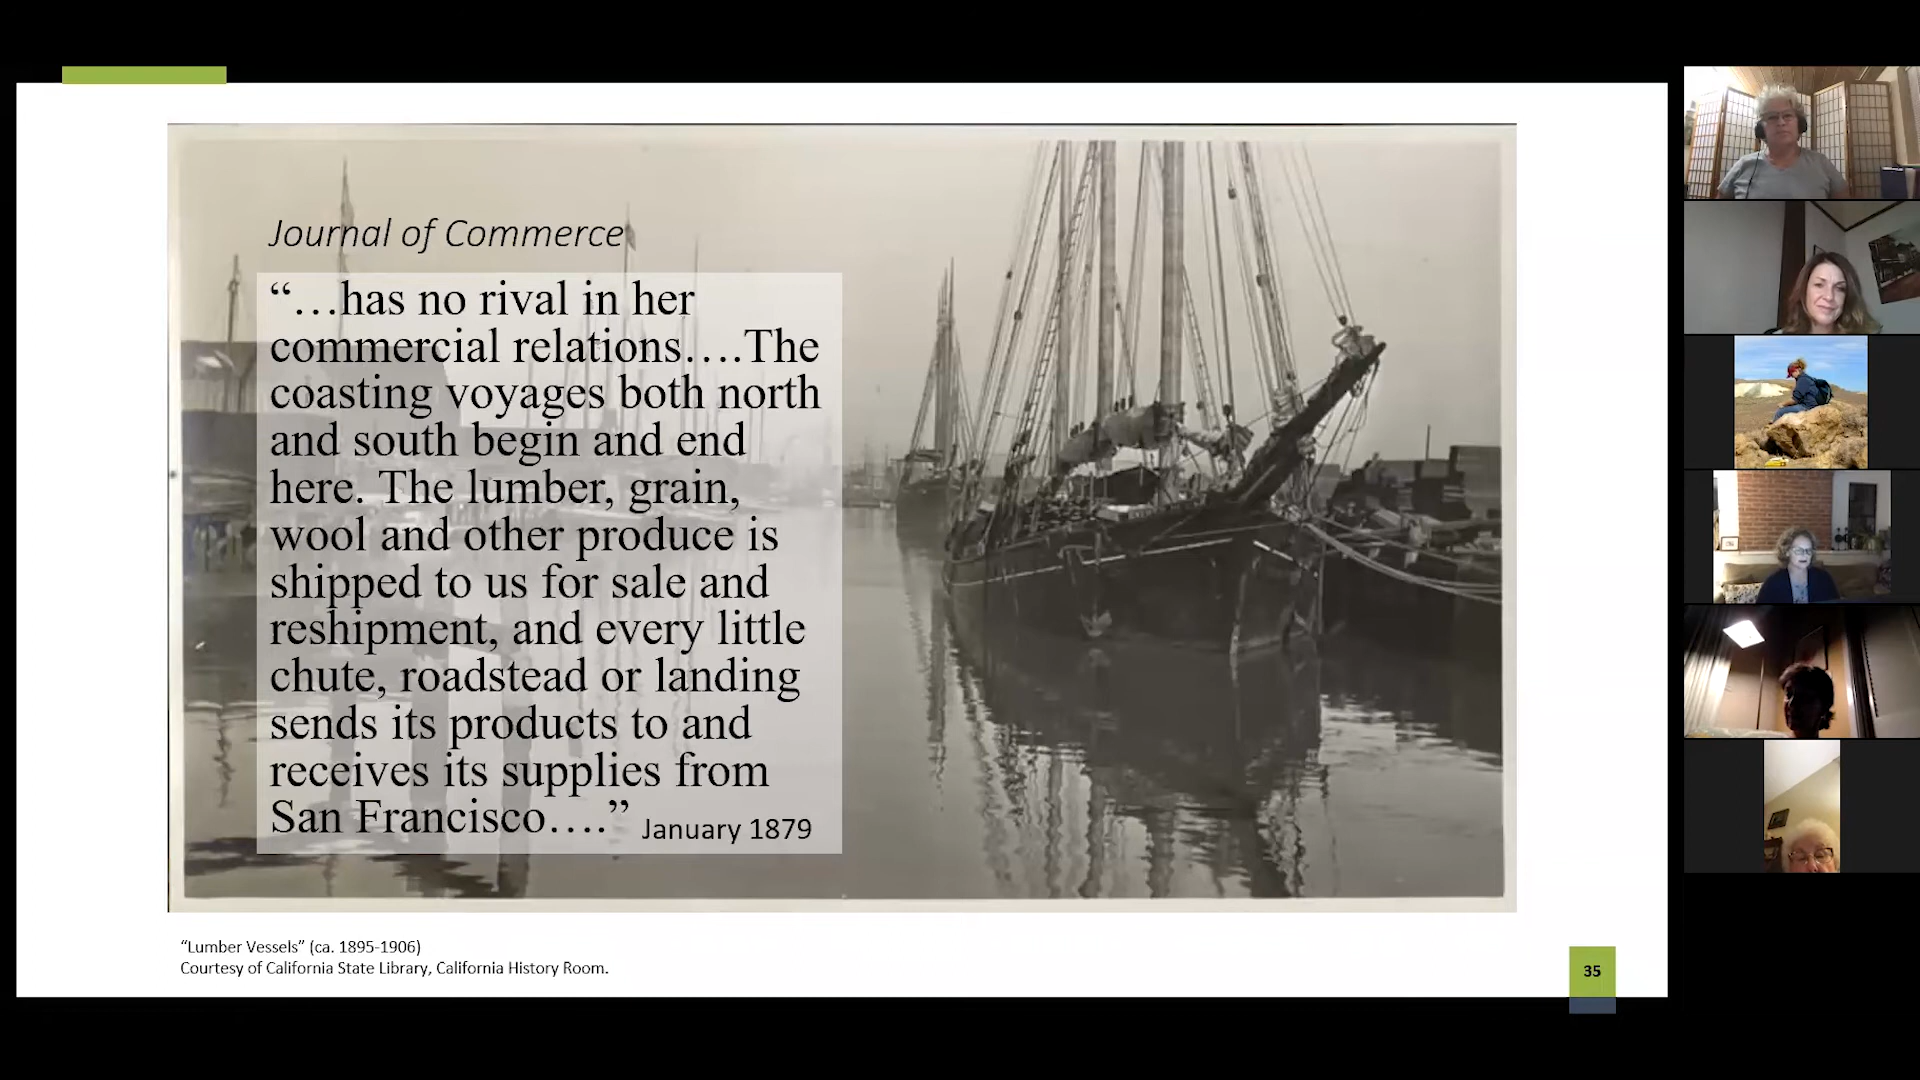 Journal of Commerce
“…has no rival in her
commercial relations….The
coasting voyages both north
and south begin and end
here. The lumber, grain,
wool and other produce is
shipped to us for sale and
reshipment, and every little
chute, roadstead or landing
sends its products to and
receives its supplies from
San Francisco….” January 1879
“Lumber Vessels” (ca. 1895-1906)
Courtesy of California State Library, California History Room.
35